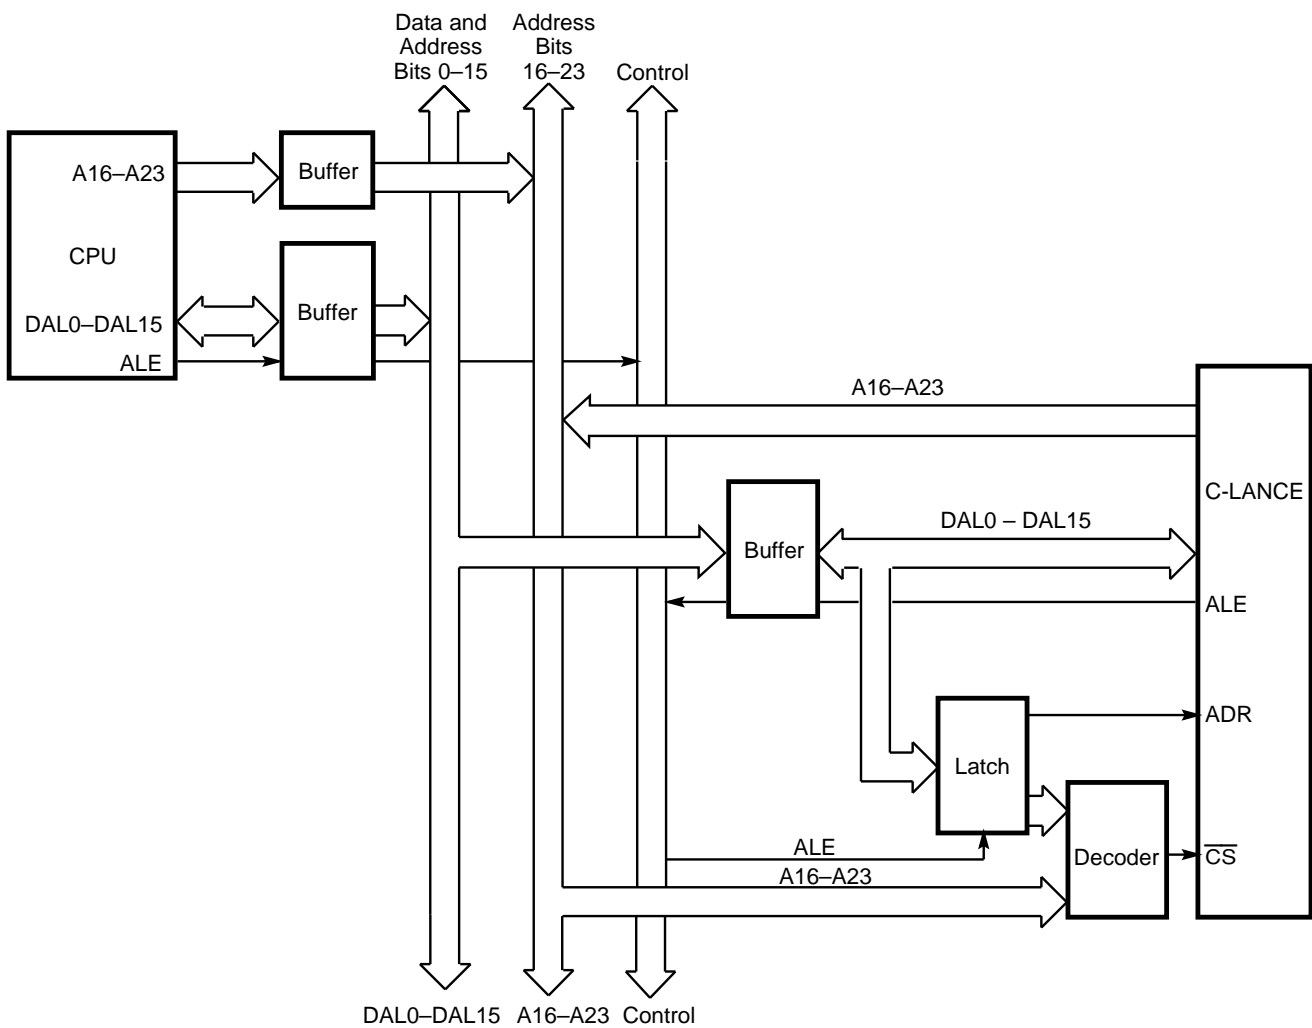 Data and
Address
Bits 0–15
Address
Bits
16–23
Control
A16–A23
Buffer
CPU
Buffer
DAL0–DAL15
ALE
A16–A23
C-LANCE
DAL0 – DAL15
Buffer
ALE
ADR
Latch
ALE
Decoder
CS
A16–A23
DAL0–DAL15
A16–A23
Control